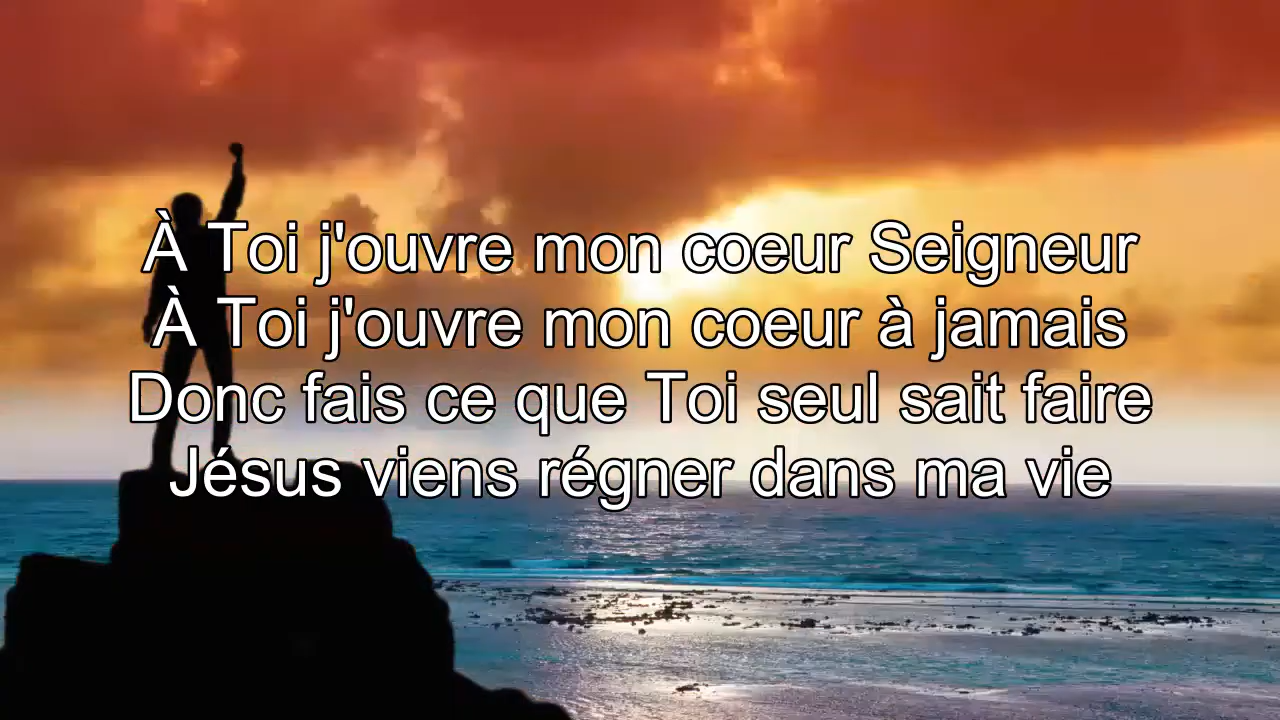 À Toi j'ouvre mon coeur Seigneur
À Toi j'ouvre mon coeur à jamais
Donc fais ce que Toi seul sait faire
Jésus viens régner dans ma vie